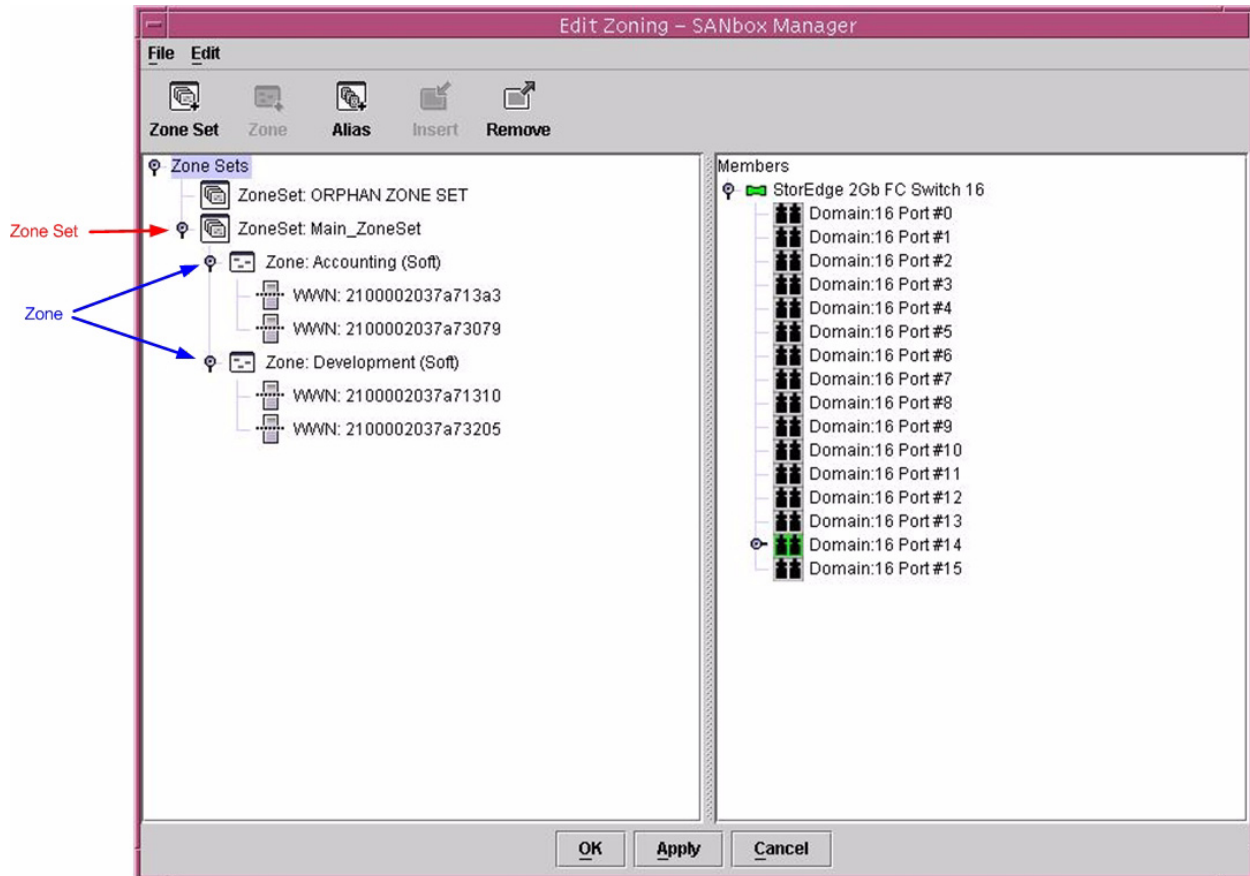 Edit Zoning – SANbox Manager
File Edit
Zone Set Zone Alias Insert Remove
Zone Sets
ZoneSet: ORPHAN ZONE SET
Zone Set
ZoneSet: Main_ZoneSet
Zone: Accounting (Soft)
WWN: 2100002037a713a3
Zone
WWN: 2100002037a73079
Zone: Development (Soft)
WWN: 2100002037a71310
WWN: 2100002037a73205
Members
StorEdge 2Gb FC Switch 16
Domain:16 Port #0
Domain:16 Port #1
Domain:16 Port #2
Domain:16 Port #3
Domain:16 Port #4
Domain:16 Port #5
Domain:16 Port #6
Domain:16 Port #7
Domain:16 Port #8
Domain:16 Port #9
Domain:16 Port #10
Domain:16 Port #11
Domain:16 Port #12
Domain:16 Port #13
Domain:16 Port #14
Domain:16 Port #15
OK Apply Cancel